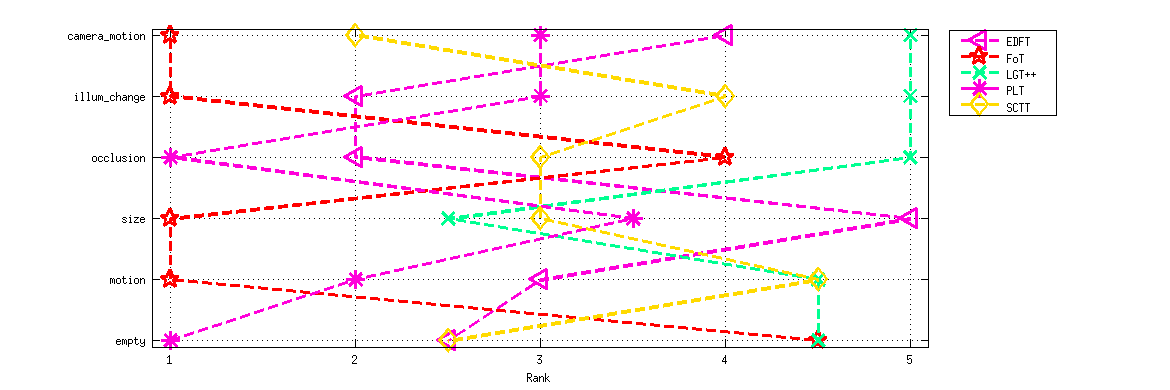 camera_motion
illum_change
occlusion
size
motion
empty
1 2 3 4 5
Rank
EDFT
FoT
LGT++
PLT
SCTT